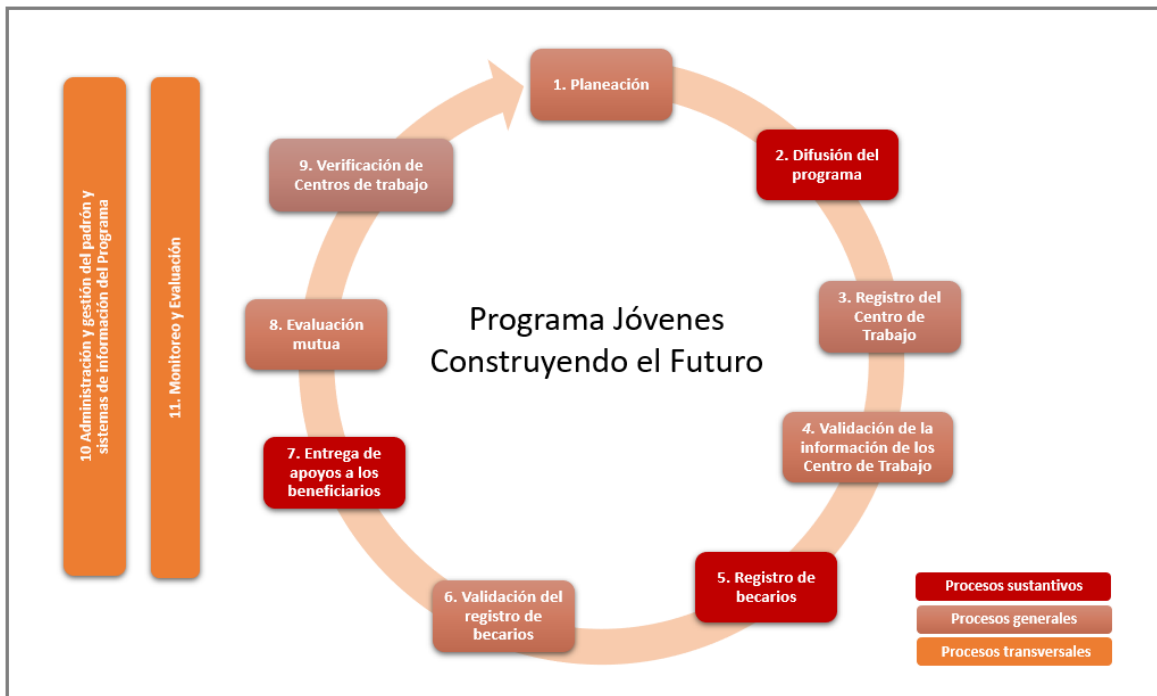 1. Planeación
2. Difusión del
programa
3. Registro del
Centro de
Trabajo
4. Validación de la
información de los
Centro de Trabajo
5. Registro de
becarios
6. Validación del
registro de
becarios
7. Entrega de
apoyos a los
beneficiarios
8. Evaluación
mutua
9. Verificación de
Centros de trabajo
10 Administración y gestión del padrón y
sistemas de información del Programa
11. Monitoreo y Evaluación
Programa Jóvenes
Construyendo el Futuro
Procesos sustantivos
Procesos generales
Procesos transversales